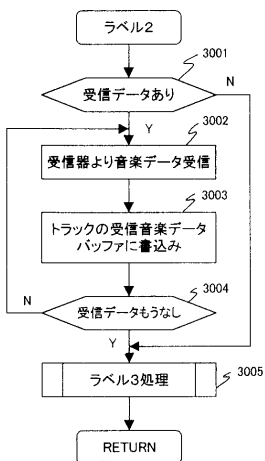 ラベル2
3001
受信データあり
N
Y
3002
受信器より音楽データ受信
3003
トラックの受信音楽データ
バッファに書込み
3004
N
受信データもうなし
Y
ラベル3処理
3005
RETURN